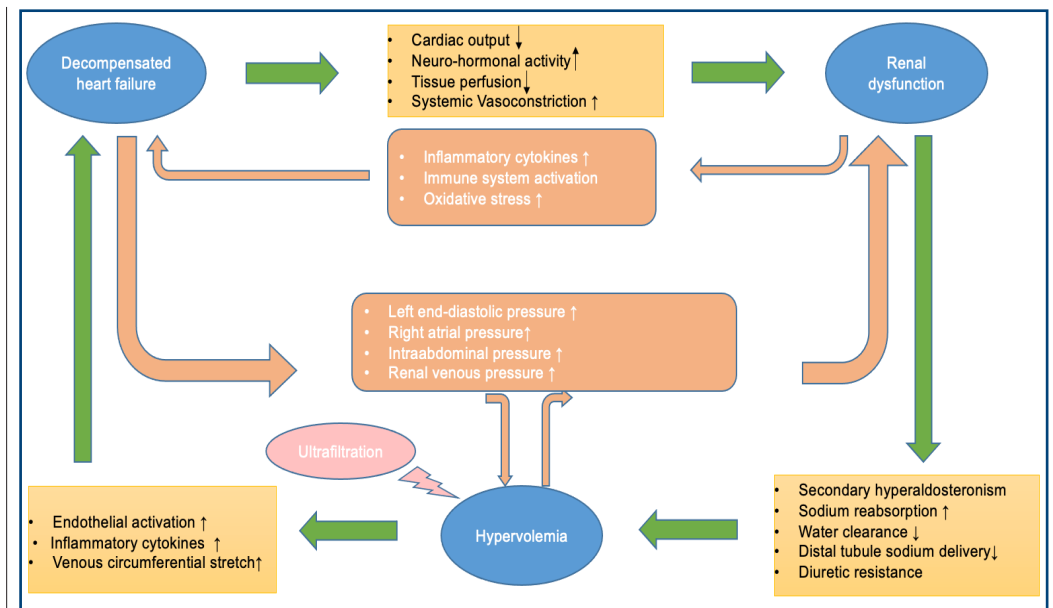 Decompensated
heart failure
• Cardiac output ↓
• Neuro-hormonal activity ↑
• Tissue perfusion ↓
• Systemic Vasoconstriction ↑
Renal
dysfunction
• Inflammatory cytokines ↑
• Immune system activation
• Oxidative stress ↑
• Left end-diastolic pressure ↑
• Right atrial pressure↑
• Intraabdominal pressure ↑
• Renal venous pressure ↑
Ultrafiltration
• Endothelial activation ↑
• Inflammatory cytokines ↑
• Venous circumferential stretch↑
Hypervolemia
• Secondary hyperaldosteronism
• Sodium reabsorption ↑
• Water clearance ↓
• Distal tubule sodium delivery↓
• Diuretic resistance